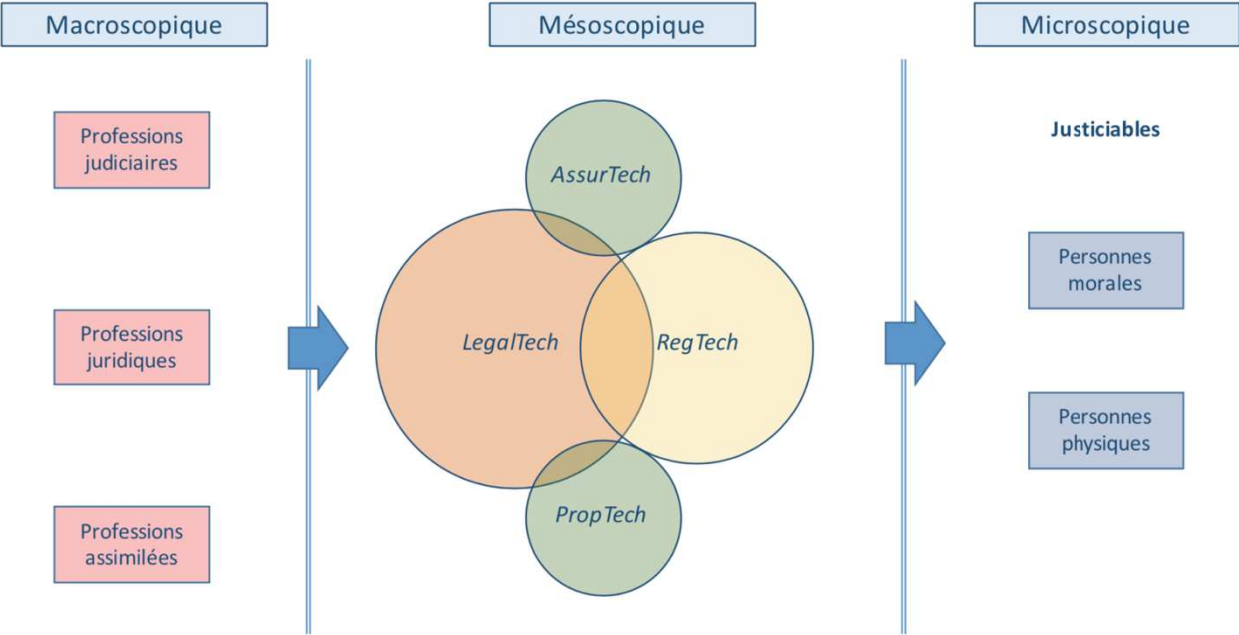 Macroscopique
Mésoscopique
Microscopique
Professions
judiciaires
Professions
juridiques
Professions
assimilées
AssurTech
LegalTech
RegTech
PropTech
Justiciables
Personnes
morales
Personnes
physiques